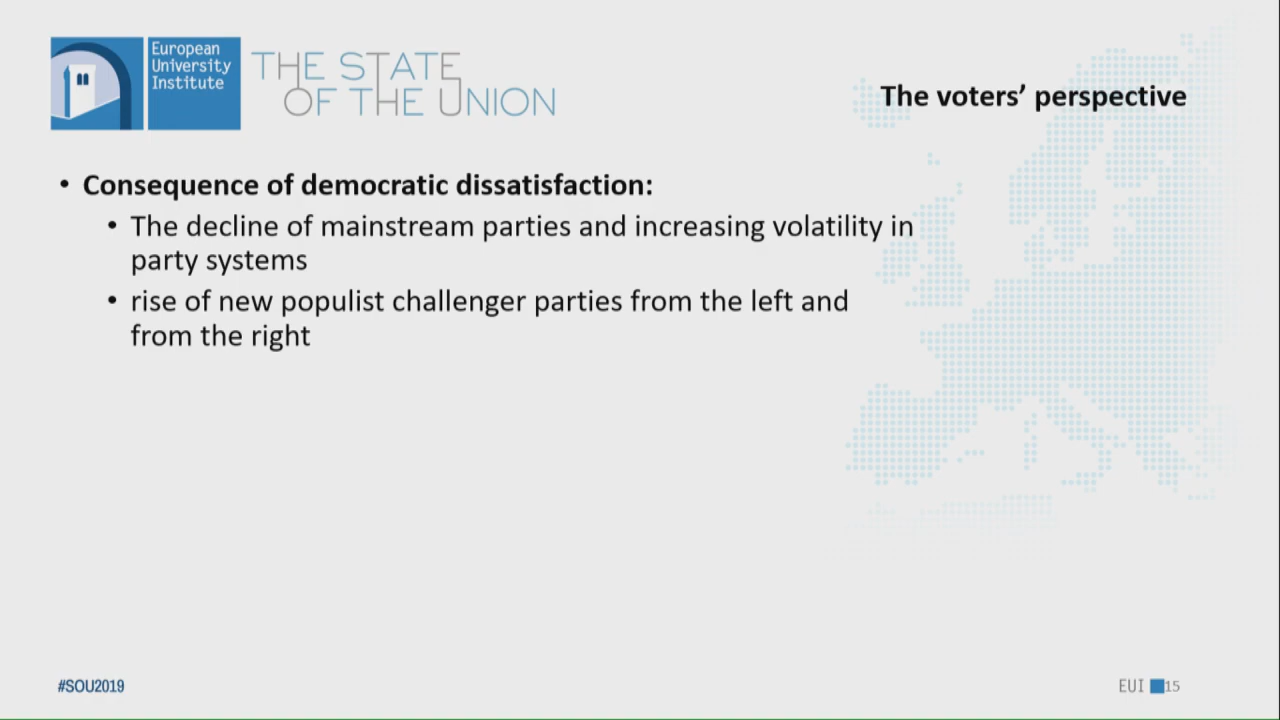 European
University
Institute
THE STATE
OF THE UNION
The voters’ perspective
• Consequence of democratic dissatisfaction:
• The decline of mainstream parties and increasing volatility in
party systems
• rise of new populist challenger parties from the left and
from the right
#SOU2019
EUI 15